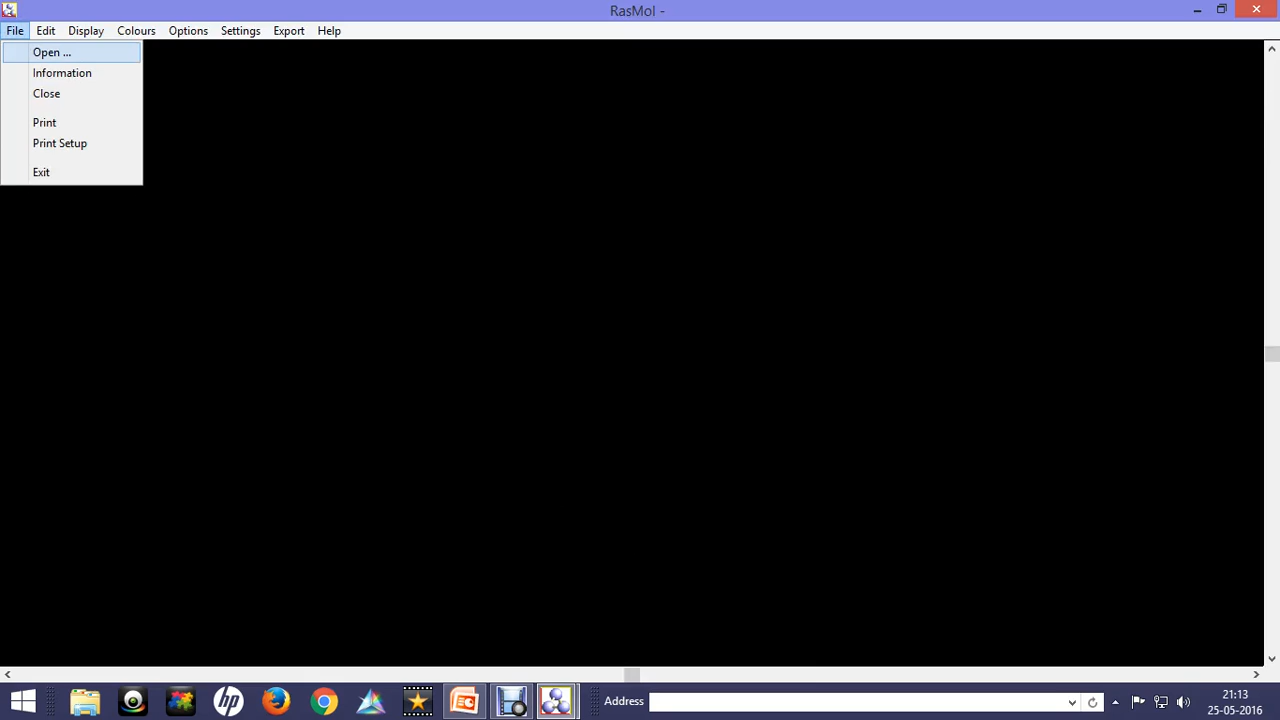 RasMol -
File Edit Display Colours Options Settings Export Help
Open ...
Information
Close
Print
Print Setup
Exit
hp
Address
21:13
25-05-2016